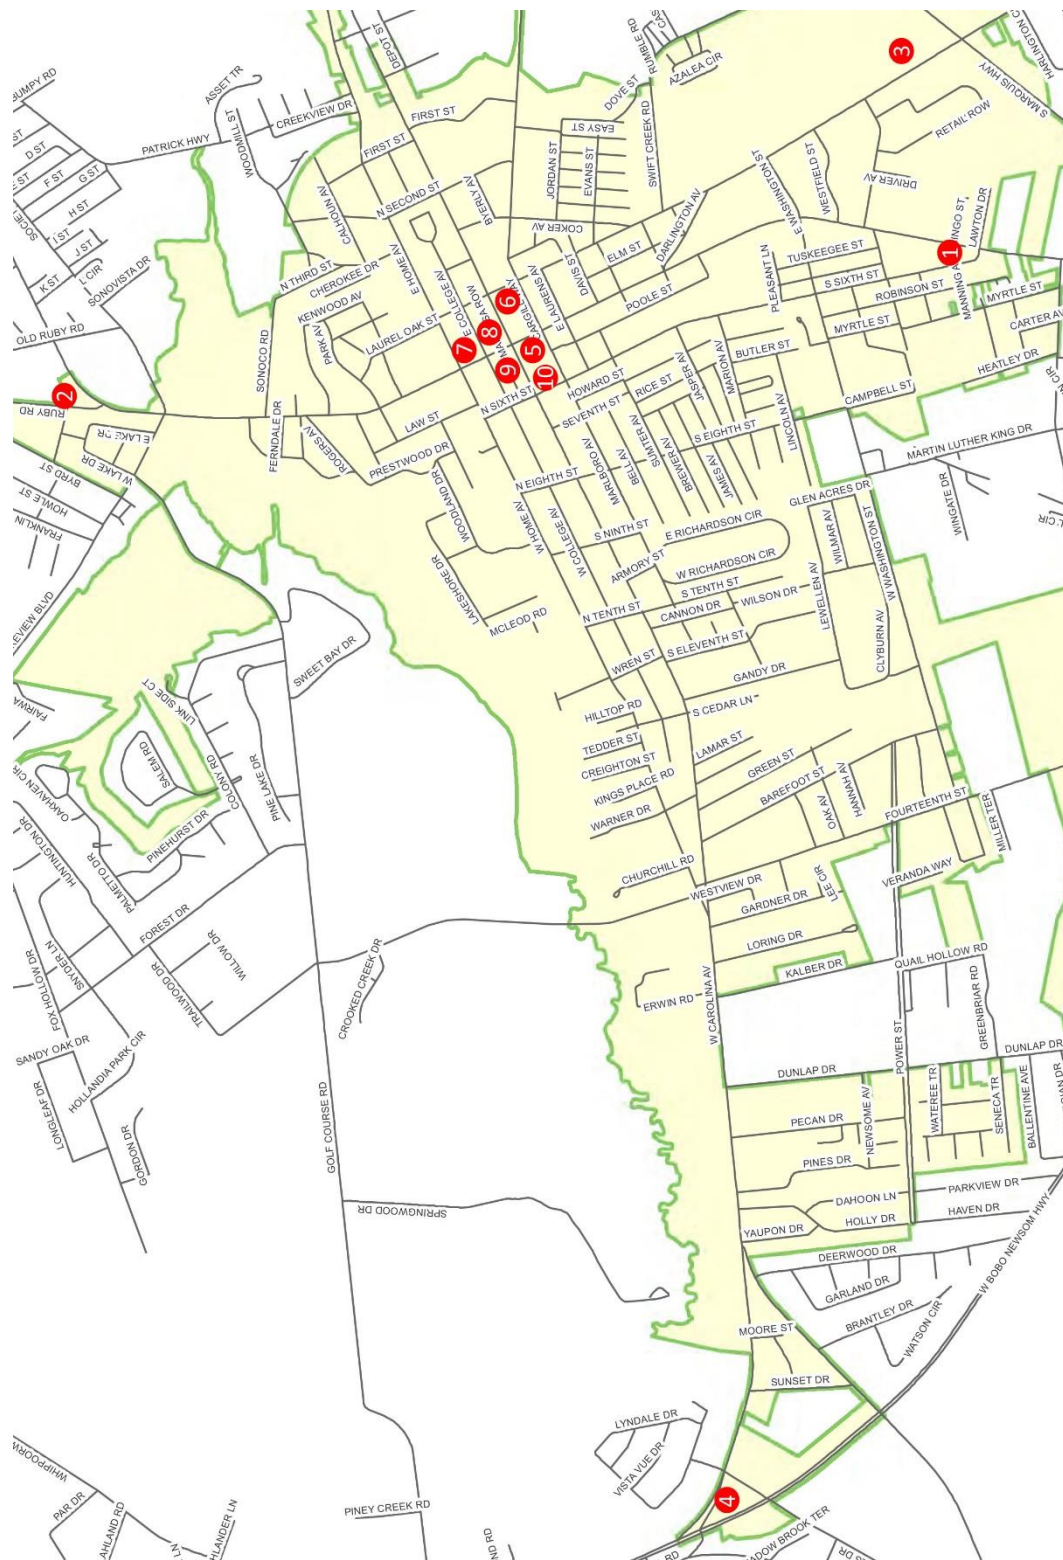 BUMPY RD
ASSET TR
D ST
F ST
G ST
H ST
I ST
J ST
K ST
L CIR
SONOVISTA DR
OLD RUBY RD
PATRICK HWY
WOODMILL ST
CREEKVIEW DR
DEPOT ST
FIRST ST
FIRST ST
CALHOUN AV
N SECOND ST
BYERLY AV
N THIRD ST
CHEROKEE DR
E HOME AV
KENWOOD AV
PARK AV
LAUREL OAK ST
E COLLEGE AV
SONOCO RD
RUMBLE RD
AZALEA CIR
DOVE ST
EASY ST
JORDAN ST
EVANS ST
SWIFT CREEK RD
COKER AV
ELM ST
DARLINGTON AV
DAVIS ST
E LAURENS AV
POOLE ST
3
HARLINGTON CI
S MARQUIS HWY
RETAIL ROW
DRIVER AV
WESTFIELD ST
E WASHINGTON ST
E WASHINGTON ST
TUSKEEGEE ST
PLEASANT LN
S SIXTH ST
ROBINSON ST
1
LAWTON DR
MYRTLE ST
MYRTLE ST
CARTER AV
HEATLEY DR
6
8
7
5
9
10
2
RUBY RD
E LAKE DR
W LAKE DR
BYRD ST
HOWLE ST
FRANKLIN
FERNDALE DR
ROGERS AV
LAW ST
PRESTWOOD DR
N SIXTH ST
HOWARD ST
SEVENTH ST
RICE ST
JASPER AV
MARION AV
BUTLER ST
LINCOLN AV
CAMPBELL ST
MARTIN LUTHER KING DR
WINGATE DR
N EIGHTH ST
S EIGHTH ST
MARLBORO AV
BELL AV
SUMTER AV
BREWER AV
JAMES AV
WOODLAND DR
LAKESHORE DR
W HOME AV
W COLLEGE AV
S NINTH ST
ARMORY ST
E RICHARDSON CIR
W RICHARDSON CIR
GLEN ACRES DR
WILMAR AV
LEWELLEN AV
W WASHINGTON ST
CLYBURN AV
MCLEOD RD
N TENTH ST
S TENTH ST
CANNON DR
WILSON DR
WREN ST
S ELEVENTH ST
GANDY DR
S CEDAR LN
HILLTOP RD
TEDDER ST
CREIGHTON ST
KINGS PLACE RD
WARNER DR
LAMAR ST
GREEN ST
BAREFOOT ST
OAK AV
HANNAH AV
FOURTEENTH ST
MILLER TER
VERANDA WAY
FAIRWA
LINK SIDE CT
SWEET BAY DR
SALEM RD
COLONY RD
PINE LAKE DR
OAKHAVEN CIR
PINEHURST DR
HUNTINGTON DR
PALMETTO DR
FOREST DR
SNYDER LN
WILLOW DR
TRAILWOOD DR
FOX HOLLOW DR
SANDY OAK DR
HOLLANDIA PARK CIR
LONGLEAF DR
GORDON DR
CROOKED CREEK DR
GOLF COURSE RD
SPRINGWOOD DR
CHURCHILL RD
WESTVIEW DR
LEE CIR
GARDNER DR
LORING DR
KALBER DR
ERWIN RD
W CAROLINA AV
QUAIL HOLLOW RD
GREENBRIAR RD
POWER ST
DUNLAP DR
DUNLAP DR
PECAN DR
NEWSOME AV
WATEREE TR
SENECA TR
BALLENTINE AVE
PINES DR
DAHOON LN
HOLLY DR
YAUPON DR
PARKVIEW DR
HAVEN DR
DEERWOOD DR
GARLAND DR
BRANTLEY DR
WATSON CIR
W BOBO NEWSOM HWY
MOORE ST
SUNSET DR
LYNDALE DR
VISTA VUE DR
4
PINEY CREEK RD
WHIPPOORW
PAR DR
AHLAND RD
HLANDER LN
ADOW BROOK TER